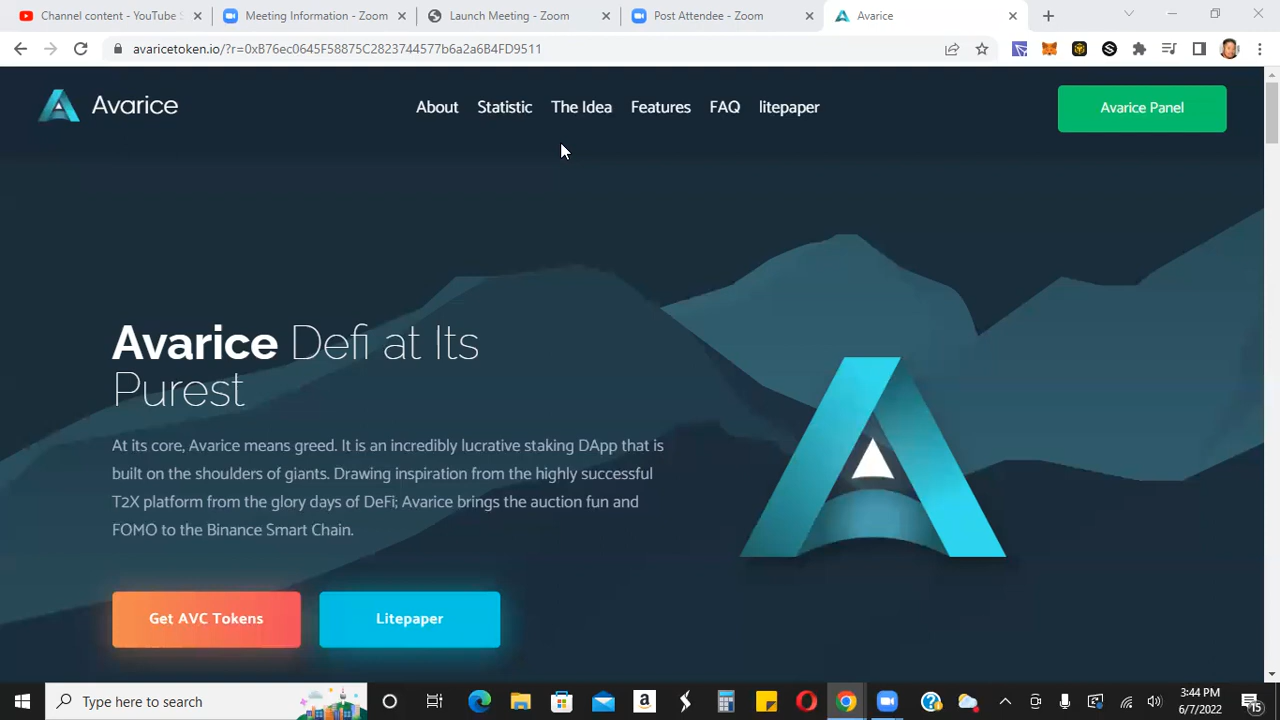 Channel content - YouTube S
Meeting Information - Zoom
Launch Meeting - Zoom
Post Attendee - Zoom
Avarice
avaricetoken.io/?r=0xB76ec0645F58875C2823744577b6a2a6B4FD9511
Avarice
About
Statistic
The Idea
Features
FAQ
litepaper
Avarice Panel
Avarice Defi at Its
Purest
At its core, Avarice means greed. It is an incredibly lucrative staking DApp that is
built on the shoulders of giants. Drawing inspiration from the highly successful
T2X platform from the glory days of DeFi; Avarice brings the auction fun and
FOMO to the Binance Smart Chain.
Get AVC Tokens
Litepaper
Type here to search
3:44 PM
6/7/2022
15